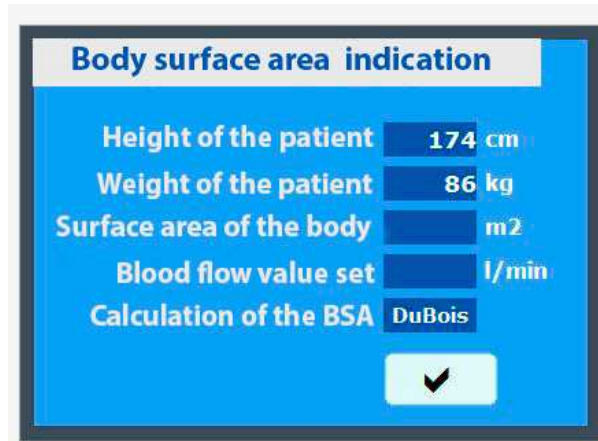 Body surface area indication
Height of the patient 174 cm
Weight of the patient 86 kg
Surface area of the body m2
Blood flow value set l/min
Calculation of the BSA DuBois